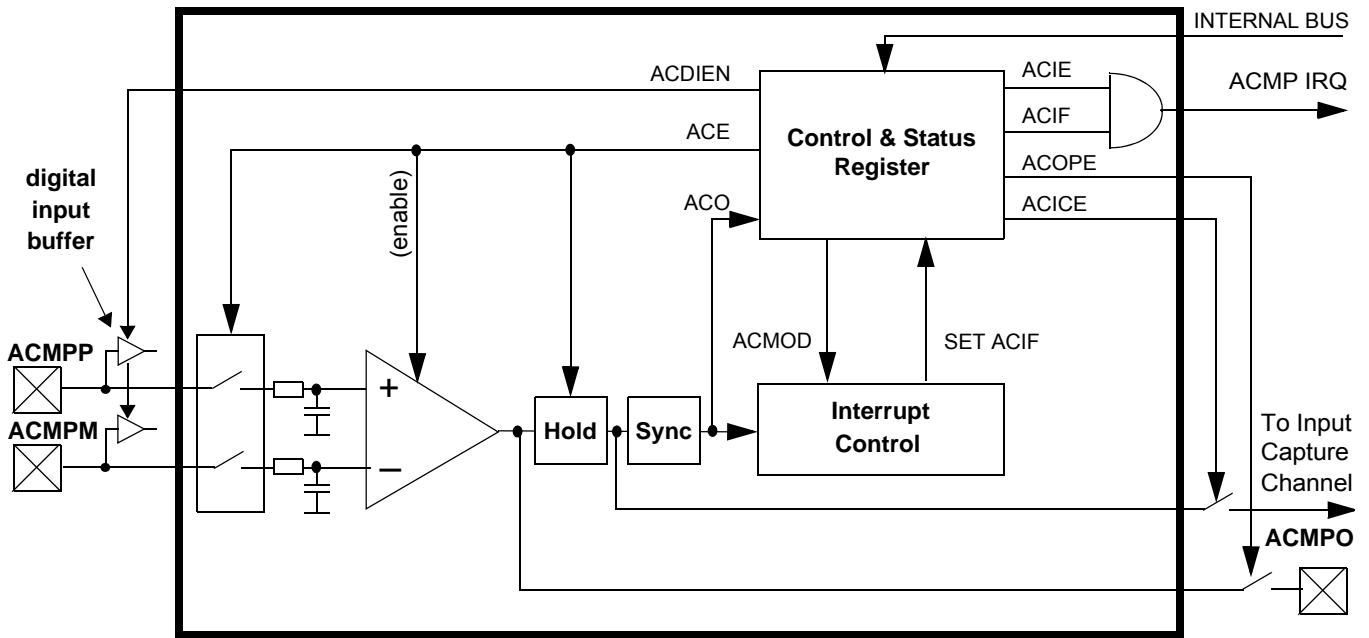 INTERNAL BUS
ACDIEN
ACIE
ACMP IRQ
ACE
Control & Status
Register
ACIF
ACOPE
digital
input
buffer
(enable)
ACO
ACICE
ACMOD
SET ACIF
ACMPP
+
Hold
Sync
Interrupt
Control
ACMPM
−
To Input
Capture
Channel
ACMPO